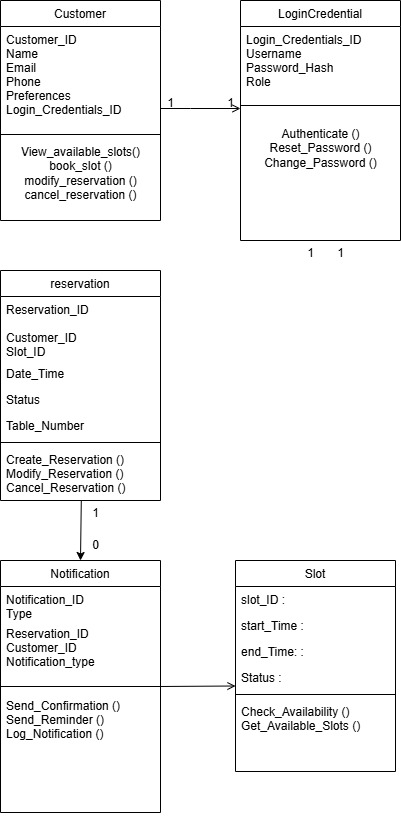 Customer
Customer_ID
Name
Email
Phone
Preferences
Login_Credentials_ID
View_available_slots()
book_slot ()
modify_reservation ()
cancel_reservation ()
1
1
LoginCredential
Login_Credentials_ID
Username
Password_Hash
Role
Authenticate ()
Reset_Password ()
Change_Password ()
1
1
reservation
Reservation_ID
Customer_ID
Slot_ID
Date_Time
Status
Table_Number
Create_Reservation ()
Modify_Reservation ()
Cancel_Reservation ()
1
0
Notification
Notification_ID
Type
Reservation_ID
Customer_ID
Notification_type
Send_Confirmation ()
Send_Reminder ()
Log_Notification ()
Slot
slot_ID :
start_Time :
end_Time: :
Status :
Check_Availability ()
Get_Available_Slots ()